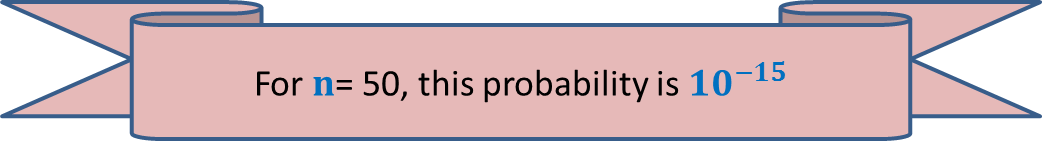 For n= 50, this probability is 10⁻¹⁵